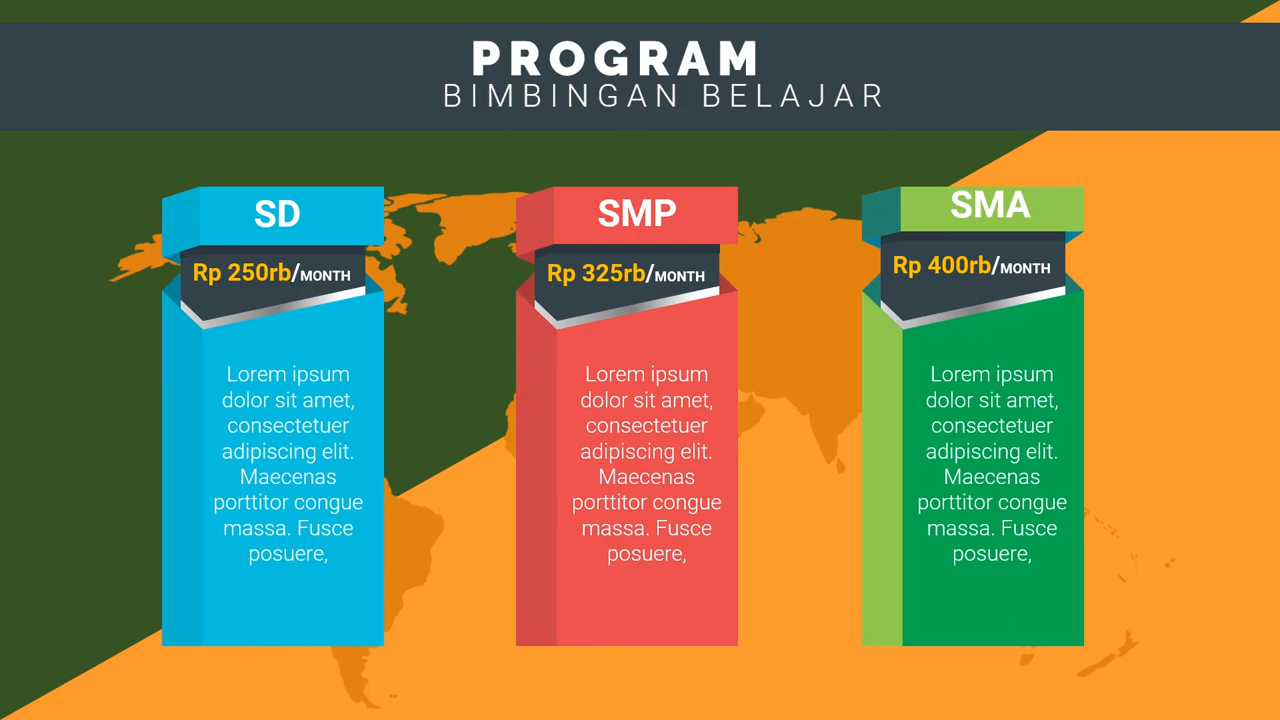 PROGRAM
BIMBINGAN BELAJAR
SD
Rp 250rb/MONTH
Lorem ipsum
dolor sit amet,
consectetuer
adipiscing elit.
Maecenas
porttitor congue
massa. Fusce
posuere,
SMP
Rp 325rb/MONTH
Lorem ipsum
dolor sit amet,
consectetuer
adipiscing elit.
Maecenas
porttitor congue
massa. Fusce
posuere,
SMA
Rp 400rb/MONTH
Lorem ipsum
dolor sit amet,
consectetuer
adipiscing elit.
Maecenas
porttitor congue
massa. Fusce
posuere,